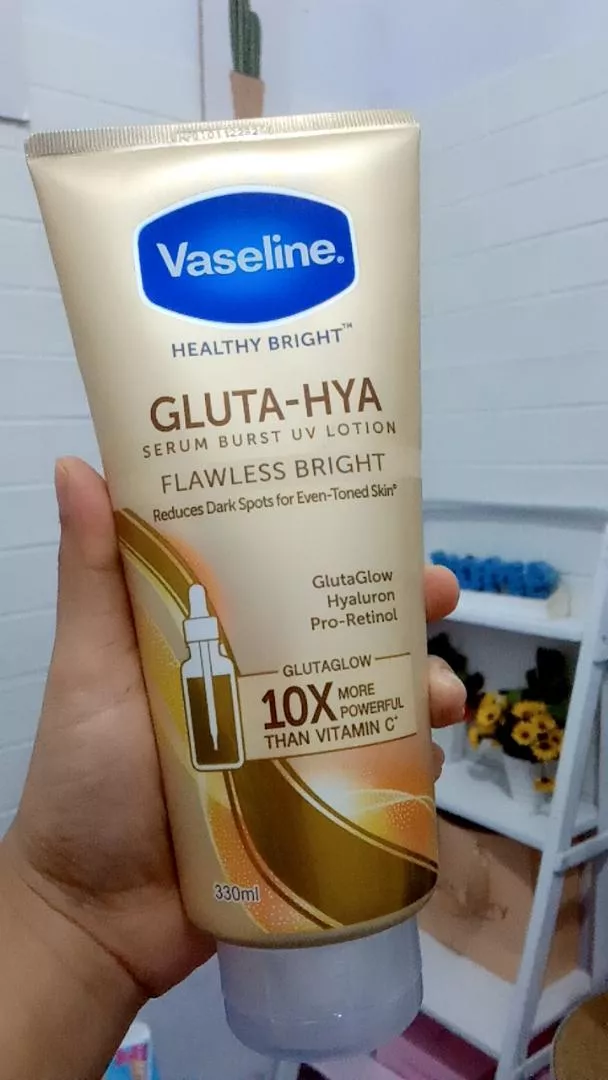 Vaseline.
HEALTHY BRIGHT™
GLUTA-HYA
SERUM BURST UV LOTION
FLAWLESS BRIGHT
Reduces Dark Spots for Even-Toned Skin*
GlutaGlow
Hyaluron
Pro-Retinol
GLUTAGLOW
10X MORE
POWERFUL
THAN VITAMIN C*
330ml